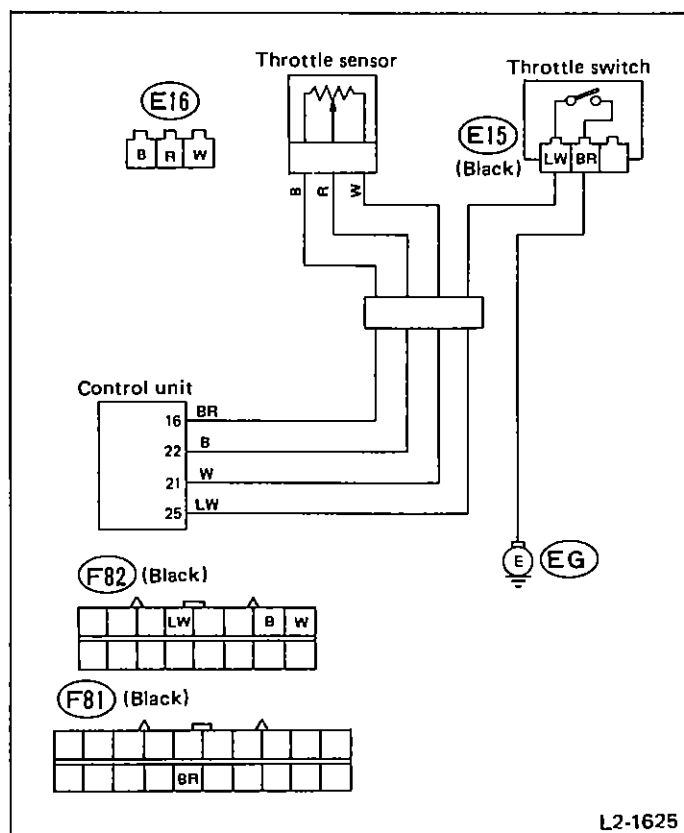 Throttle sensor
Throttle switch
E16
B R W
E15
(Black)
LW BR
B R W
Control unit
16 BR
22 B
21 W
25 LW
E EG
F82 (Black)
LW B W
F81 (Black)
BR
L2-1625